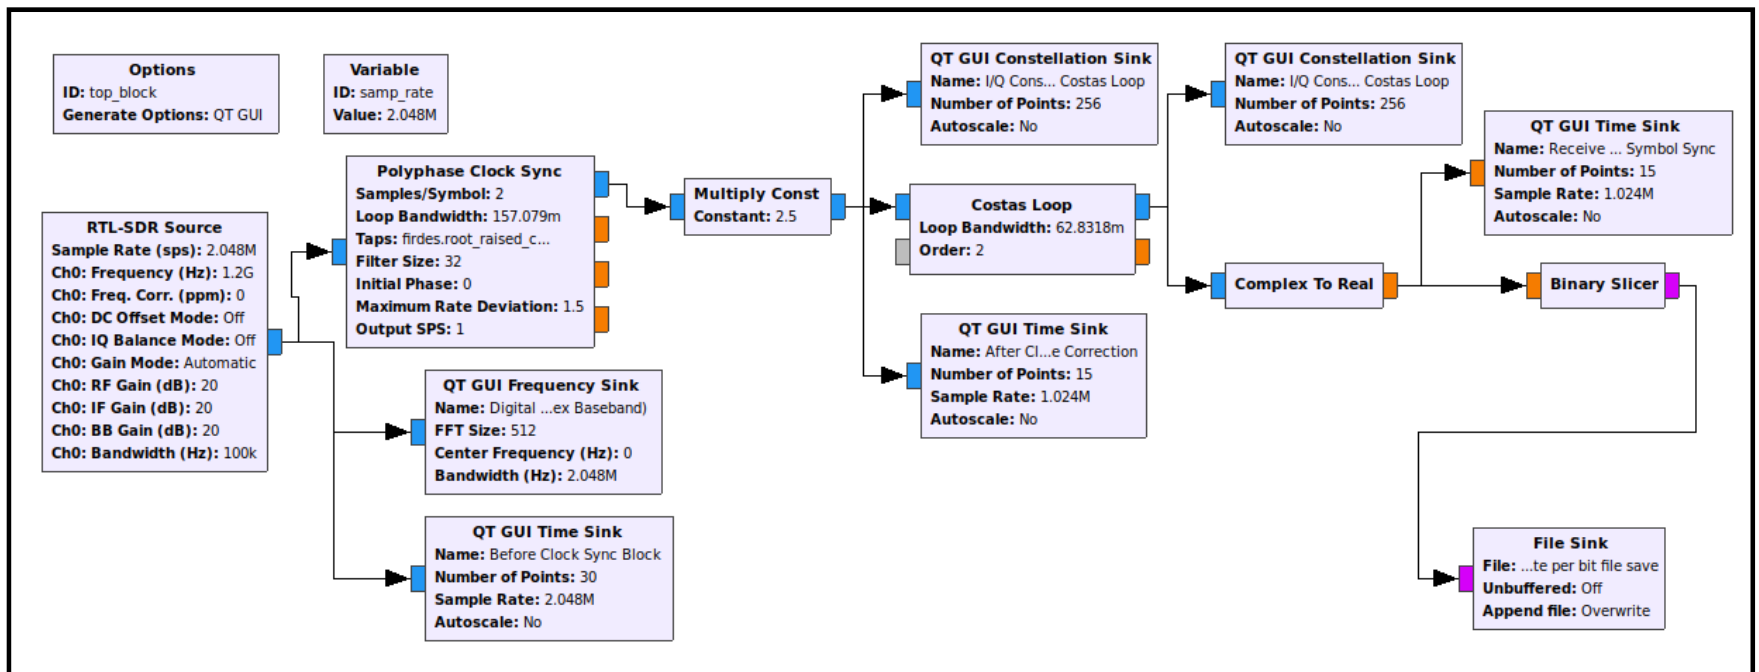 Options
ID: top_block
Generate Options: QT GUI
Variable
ID: samp_rate
Value: 2.048M
RTL-SDR Source
Sample Rate (sps): 2.048M
Ch0: Frequency (Hz): 1.2G
Ch0: Freq. Corr. (ppm): 0
Ch0: DC Offset Mode: Off
Ch0: IQ Balance Mode: Off
Ch0: Gain Mode: Automatic
Ch0: RF Gain (dB): 20
Ch0: IF Gain (dB): 20
Ch0: BB Gain (dB): 20
Ch0: Bandwidth (Hz): 100k
Polyphase Clock Sync
Samples/Symbol: 2
Loop Bandwidth: 157.079m
Taps: firdes.root_raised_c...
Filter Size: 32
Initial Phase: 0
Maximum Rate Deviation: 1.5
Output SPS: 1
QT GUI Frequency Sink
Name: Digital ...ex Baseband)
FFT Size: 512
Center Frequency (Hz): 0
Bandwidth (Hz): 2.048M
QT GUI Time Sink
Name: Before Clock Sync Block
Number of Points: 30
Sample Rate: 2.048M
Autoscale: No
Multiply Const
Constant: 2.5
QT GUI Constellation Sink
Name: I/Q Cons... Costas Loop
Number of Points: 256
Autoscale: No
Costas Loop
Loop Bandwidth: 62.8318m
Order: 2
QT GUI Time Sink
Name: After Cl...e Correction
Number of Points: 15
Sample Rate: 1.024M
Autoscale: No
QT GUI Constellation Sink
Name: I/Q Cons... Costas Loop
Number of Points: 256
Autoscale: No
Complex To Real
QT GUI Time Sink
Name: Receive ... Symbol Sync
Number of Points: 15
Sample Rate: 1.024M
Autoscale: No
Binary Slicer
File Sink
File: ...te per bit file save
Unbuffered: Off
Append file: Overwrite